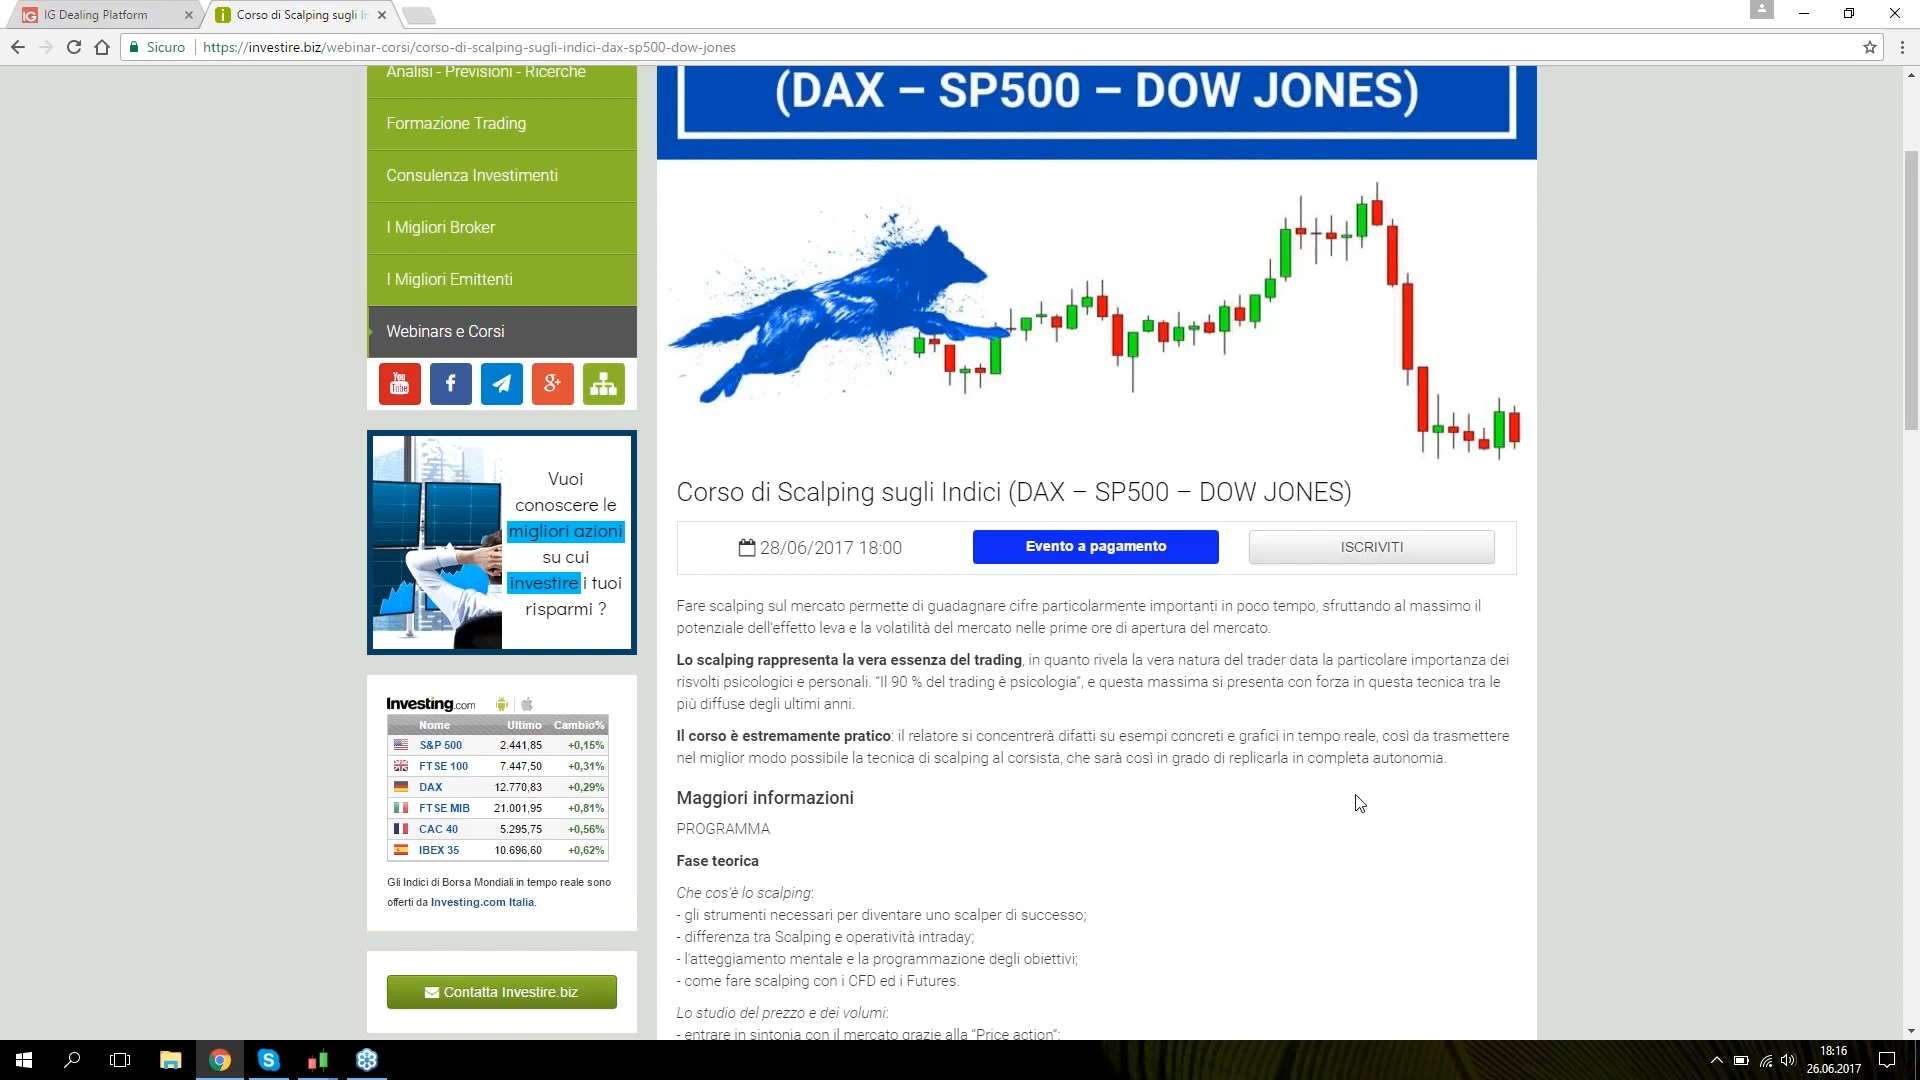 IG Dealing Platform
Corso di Scalping sugli In
Sicuro
https://investire.biz/webinar-corsi/corso-di-scalping-sugli-indici-dax-sp500-dow-jones
Analisi - Previsioni - Ricerche
Formazione Trading
Consulenza Investimenti
I Migliori Broker
I Migliori Emittenti
Webinars e Corsi
You
Tube
f
g+
Vuoi
conoscere le
migliori azioni
su cui
investire i tuoi
risparmi ?
Investing.com
Nome Ultimo Cambio%
S&P 500 2.441,85 +0,15%
FTSE 100 7.447,50 +0,31%
DAX 12.770,83 +0,29%
FTSE MIB 21.001,95 +0,81%
CAC 40 5.295,75 +0,56%
IBEX 35 10.696,60 +0,62%
Gli Indici di Borsa Mondiali in tempo reale sono
offerti da Investing.com Italia.
Contatta Investire.biz
(DAX – SP500 – DOW JONES)
Corso di Scalping sugli Indici (DAX – SP500 – DOW JONES)
28/06/2017 18:00
Evento a pagamento
ISCRIVITI
Fare scalping sul mercato permette di guadagnare cifre particolarmente importanti in poco tempo, sfruttando al massimo il
potenziale dell'effetto leva e la volatilità del mercato nelle prime ore di apertura del mercato.
Lo scalping rappresenta la vera essenza del trading, in quanto rivela la vera natura del trader data la particolare importanza dei
risvolti psicologici e personali. "Il 90 % del trading è psicologia", e questa massima si presenta con forza in questa tecnica tra le
più diffuse degli ultimi anni.
Il corso è estremamente pratico: il relatore si concentrerà difatti su esempi concreti e grafici in tempo reale, così da trasmettere
nel miglior modo possibile la tecnica di scalping al corsista, che sarà così in grado di replicarla in completa autonomia.
Maggiori informazioni
PROGRAMMA
Fase teorica
Che cos'è lo scalping:
- gli strumenti necessari per diventare uno scalper di successo;
- differenza tra Scalping e operatività intraday;
- l'atteggiamento mentale e la programmazione degli obiettivi;
- come fare scalping con i CFD ed i Futures.
Lo studio del prezzo e dei volumi:
- entrare in sintonia con il mercato grazie alla "Price action";
18:16
26.06.2017